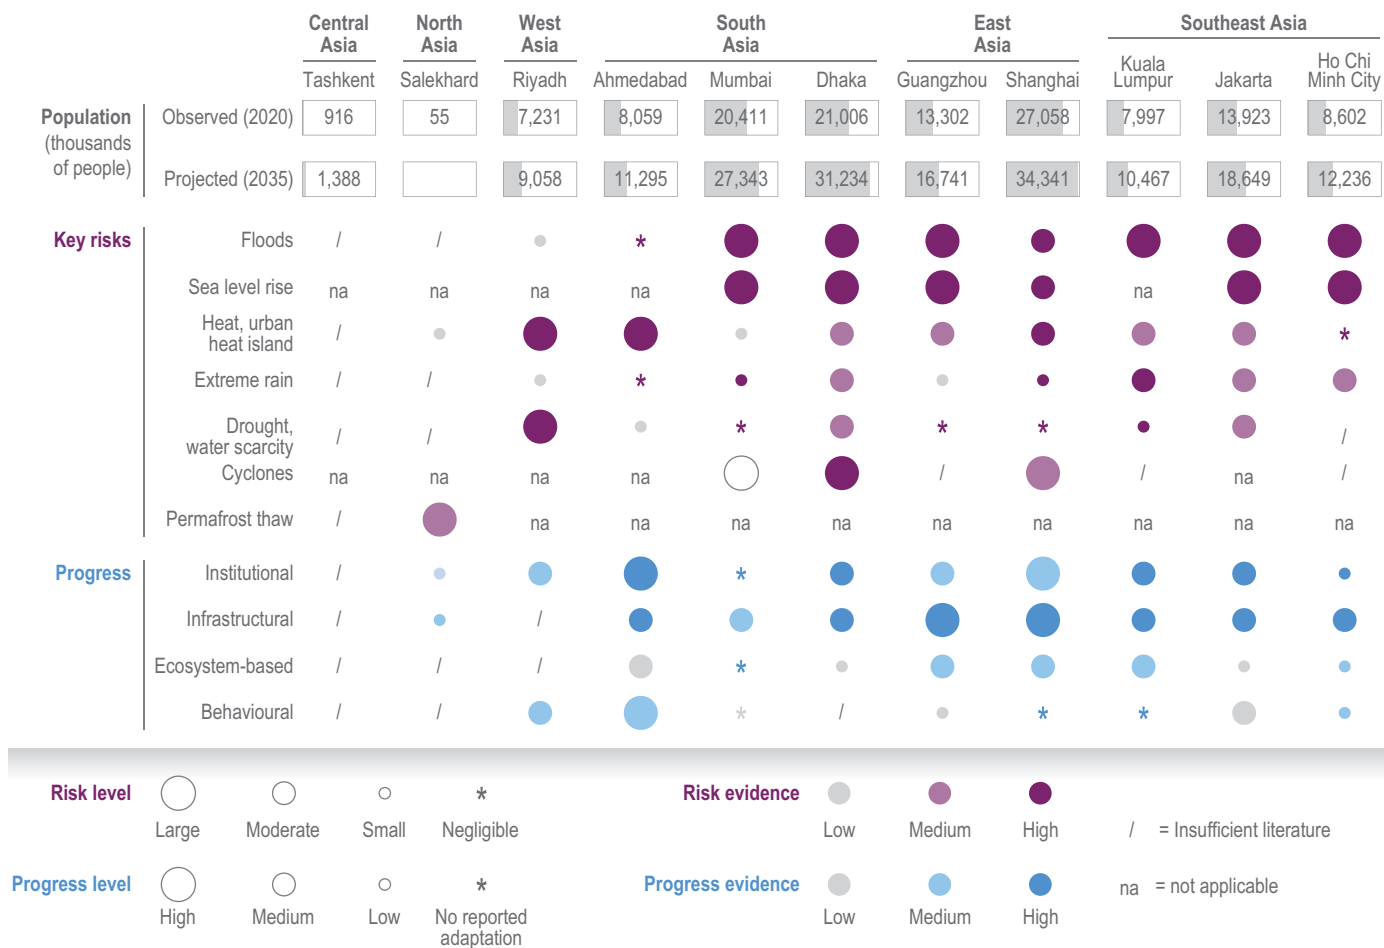 Central Asia North Asia West Asia South Asia East Asia Southeast Asia
Tashkent Salekhard Riyadh Ahmedabad Mumbai Dhaka Guangzhou Shanghai Kuala Lumpur Jakarta Ho Chi Minh City
Population (thousands of people)
Observed (2020) 916 55 7,231 8,059 20,411 21,006 13,302 27,058 7,997 13,923 8,602
Projected (2035) 1,388 9,058 11,295 27,343 31,234 16,741 34,341 10,467 18,649 12,236
Key risks
Floods / / *
Sea level rise na na na na na
Heat, urban heat island / *
Extreme rain / / *
Drought, water scarcity / / * * * /
Cyclones na na na na / / na /
Permafrost thaw / na na na na na na na na na
Progress
Institutional / *
Infrastructural / /
Ecosystem-based / / / *
Behavioural / / * / * *
Risk level
Large Moderate Small * Negligible
Risk evidence
Low Medium High
/ = Insufficient literature
Progress level
High Medium Low * No reported adaptation
Progress evidence
Low Medium High
na = not applicable